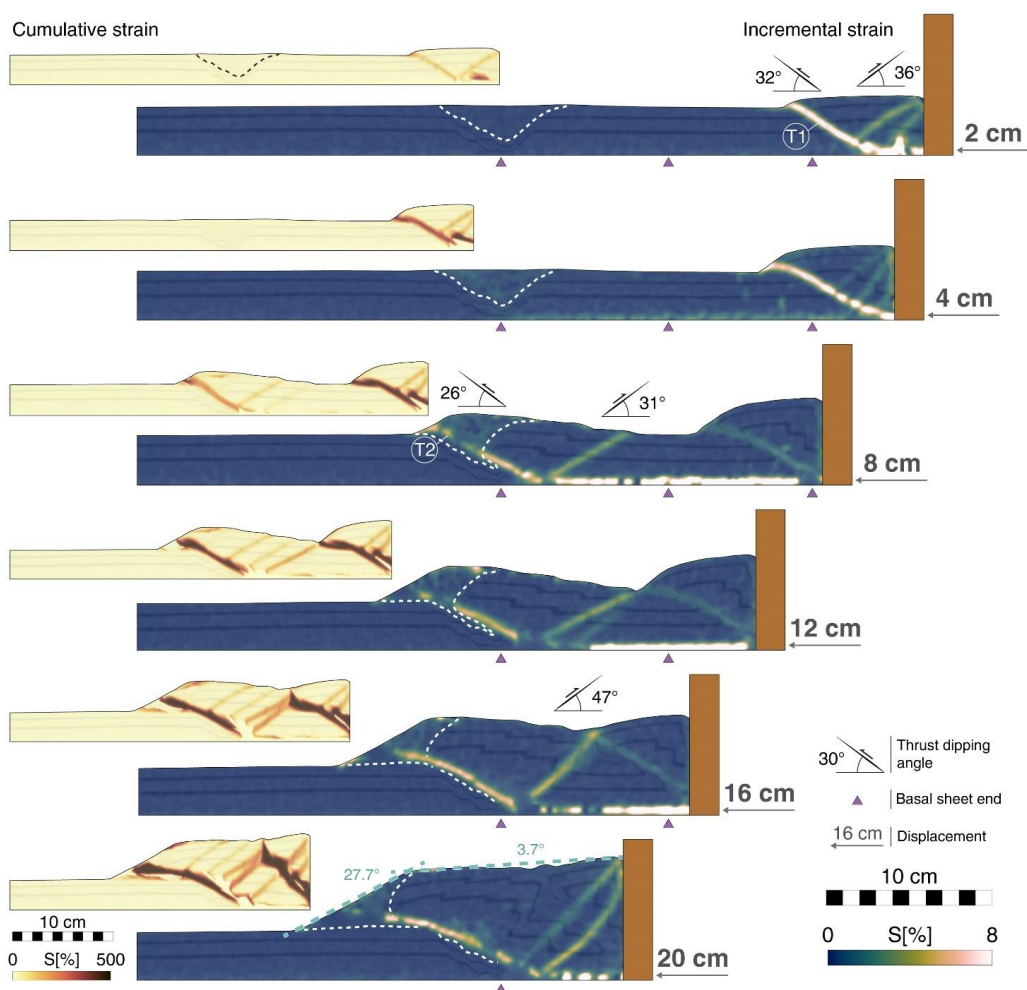 Cumulative strain
Incremental strain
32°
36°
T1
2 cm
4 cm
26°
31°
T2
8 cm
12 cm
47°
16 cm
30°
Thrust dipping
angle
Basal sheet end
16 cm
Displacement
27.7°
3.7°
10 cm
10 cm
0 S[%] 500
0 S[%] 8
20 cm